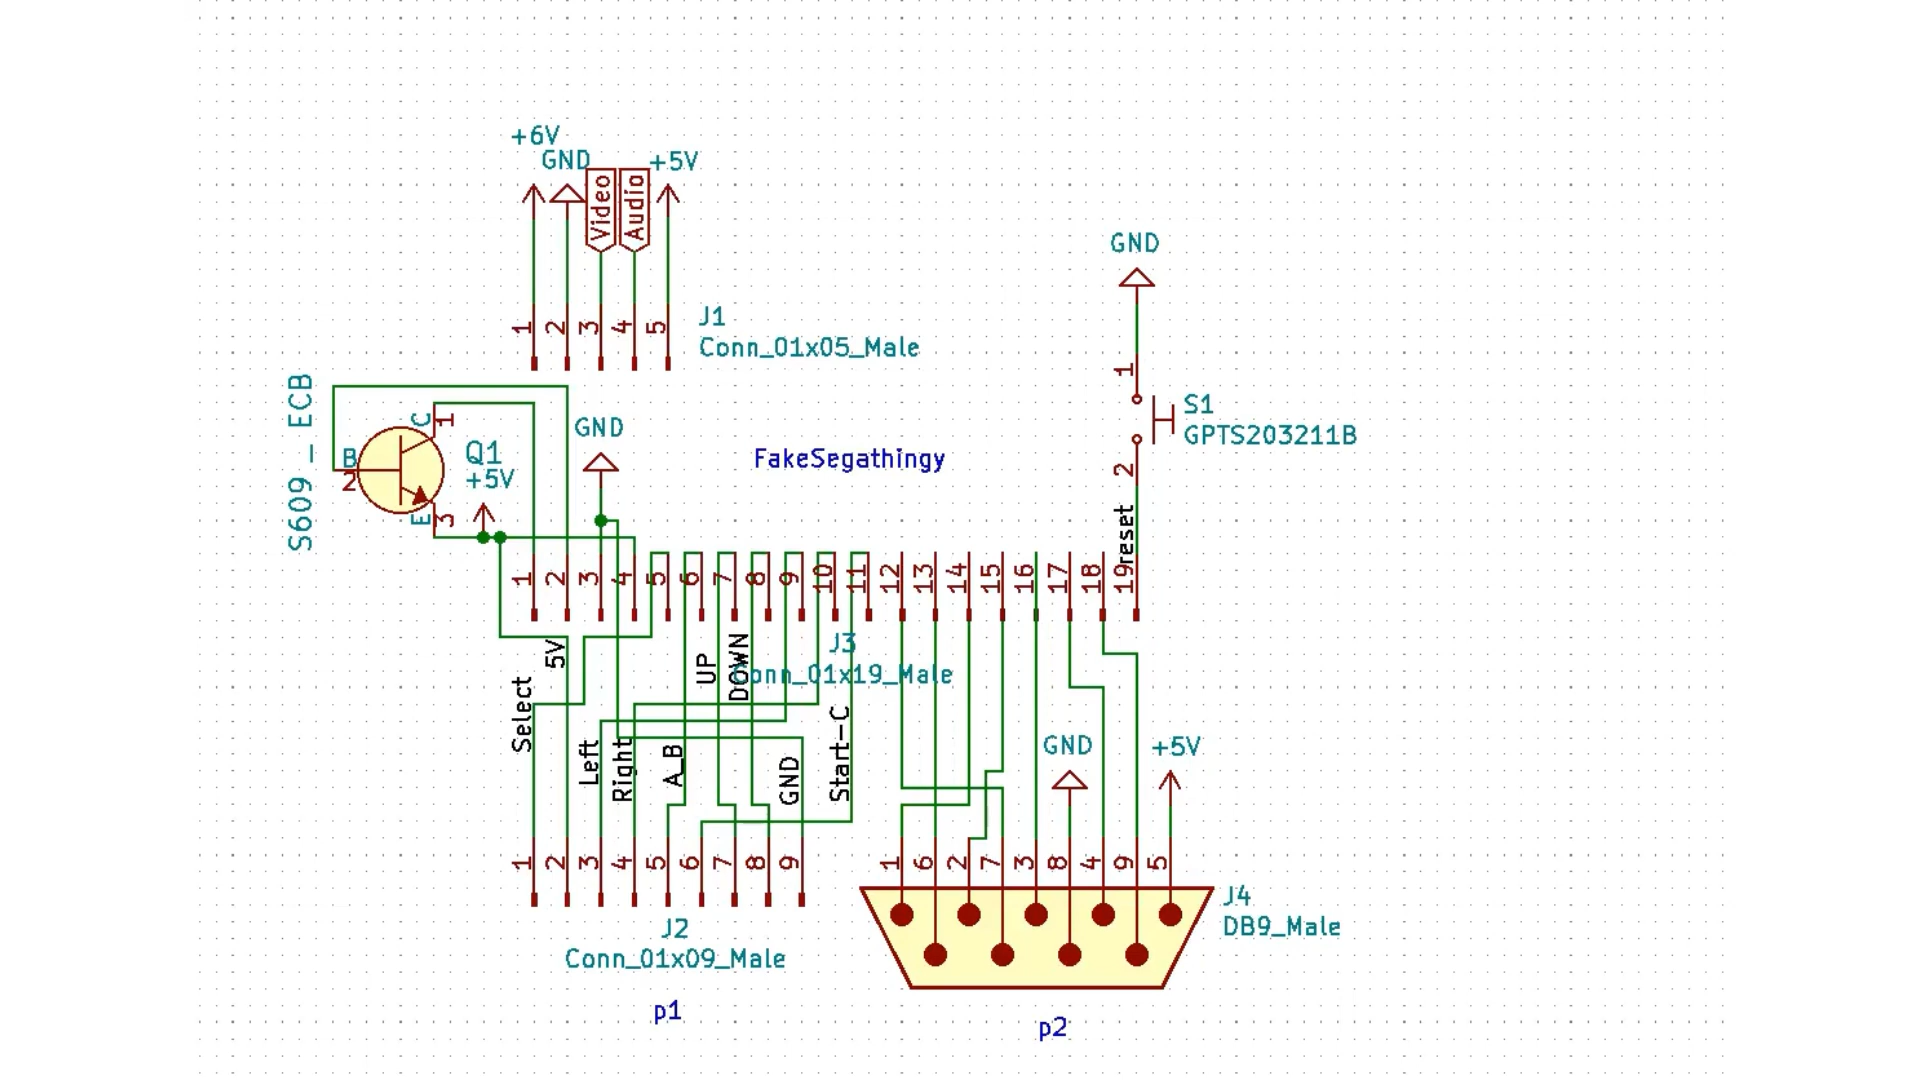 +6V
GND
+5V
Video
Audio
1
2
3
4
5
J1
Conn_01x05_Male
GND
1
S1
GPTS203211B
2
reset
S609 - ECB
C
1
B
2
E
3
Q1
+5V
GND
FakeSegathingy
1
2
3
4
5
6
7
8
9
10
11
12
13
14
15
16
17
18
19
J3
Conn_01x19_Male
5V
Select
UP
DOWN
Left
Right
A_B
GND
Start-C
GND
+5V
1
2
3
4
5
6
7
8
9
J2
Conn_01x09_Male
p1
1
6
2
7
3
8
4
9
5
J4
DB9_Male
p2